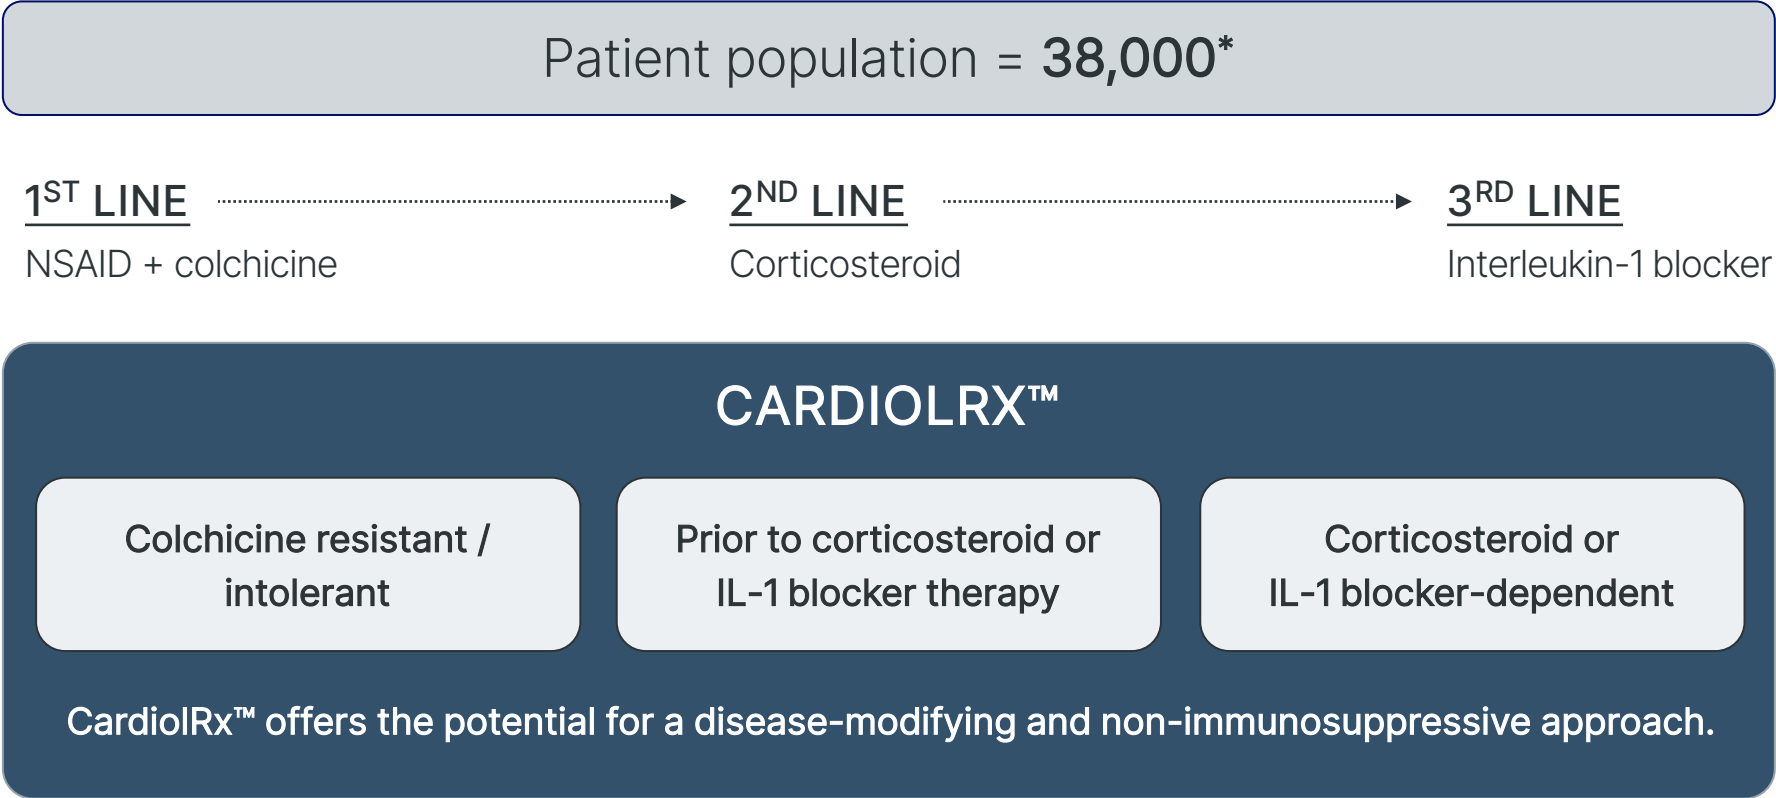 Patient population = 38,000*
1ST LINE 2ND LINE 3RD LINE
NSAID + colchicine Corticosteroid Interleukin-1 blocker
CARDIOLRX™
Colchicine resistant /
intolerant
Prior to corticosteroid or
IL-1 blocker therapy
Corticosteroid or
IL-1 blocker-dependent
CardiolRx™ offers the potential for a disease-modifying and non-immunosuppressive approach.